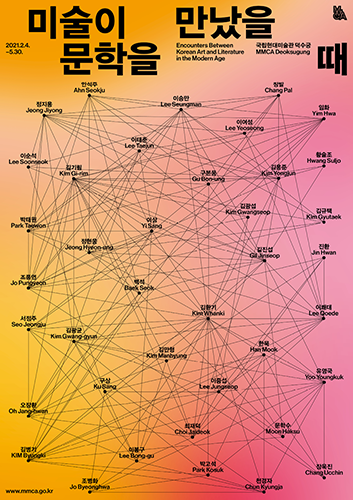 미술이 만났을
문학을 때
2021.2.4.
–5.30.
Encounters Between
Korean Art and Literature
in the Modern Age
국립현대미술관 덕수궁
MMCA Deoksugung
안석주
Ahn Seokju
이승만
Lee Seungman
정발
Chang Pal
정지용
Jeong Jiyong
임화
Yim Hwa
이여성
Lee Yeoseong
이태준
Lee Taejun
황술조
Hwang Suljo
이순석
Lee Soonseok
김기림
Kim Gi-rim
구본웅
Gu Bon-ung
김용준
Kim Yongjun
김광섭
Kim Gwangseop
김규택
Kim Gyutaek
박태원
Park Taewon
이상
Yi Sang
정현웅
Jeong Hyeon-ung
김진섭
Gil Jinseop
진환
Jin Hwan
조풍연
Jo Pungyeon
백석
Baek Seok
서정주
Seo Jeongju
김환기
Kim Whanki
이쾌대
Lee Qoede
김광균
Kim Gwang-gyun
김만형
Kim Manhyung
한묵
Han Mook
유영국
Yoo Youngkuk
구상
Ku Sang
이중섭
Lee Jungseop
오장환
Oh Jang-hwan
최재덕
Choi Jaideok
문학수
Moon Haksu
김병기
KIM Byungki
이봉구
Lee Bong-gu
박고석
Park Kosuk
장욱진
Chang Ucchin
조병화
Jo Byeonghwa
천경자
Chun Kyungja
www.mmca.go.kr